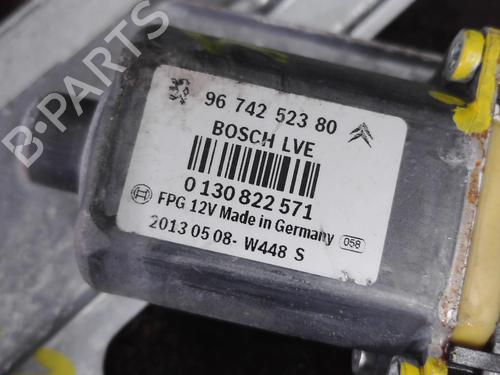 B-PARTS
96 742 523 80
BOSCH LVE
0 130 822 571
FPG 12V Made in Germany 058
2013 05 08- W448 S